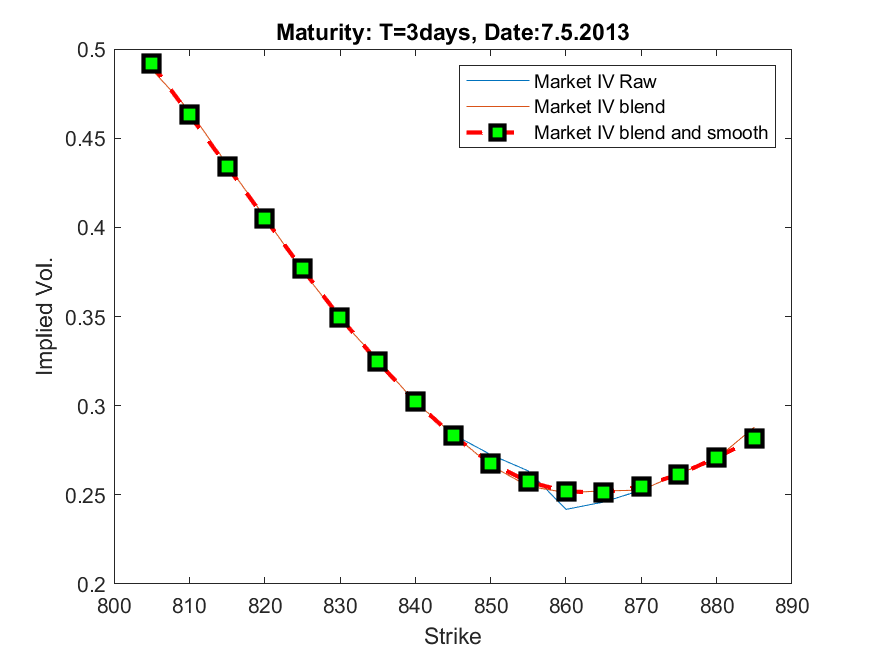 Maturity: T=3days, Date:7.5.2013
0.5
0.45
0.4
0.35
0.3
0.25
0.2
Implied Vol.
Market IV Raw
Market IV blend
Market IV blend and smooth
800 810 820 830 840 850 860 870 880 890
Strike